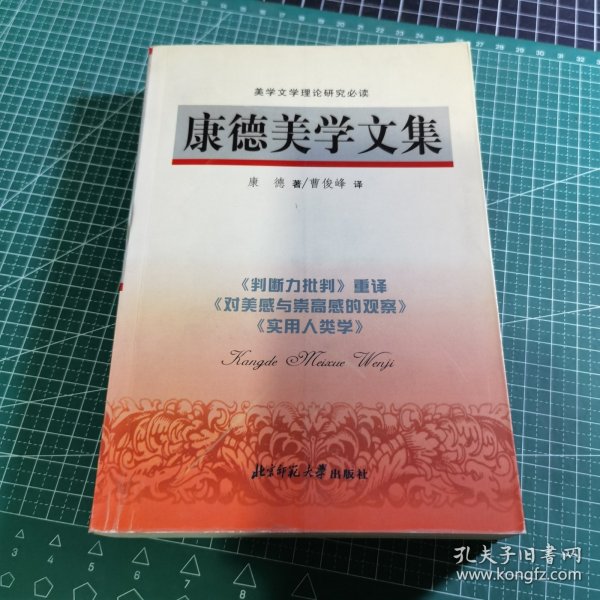 美学文学理论研究必读
康德美学文集
康 德 著/曹俊峰 译
《判断力批判》重译
《对美感与崇高感的观察》
《实用人类学》
Kangde Meixue Wenji
北京师范大学出版社
孔夫子旧书网
www.kongfz.com